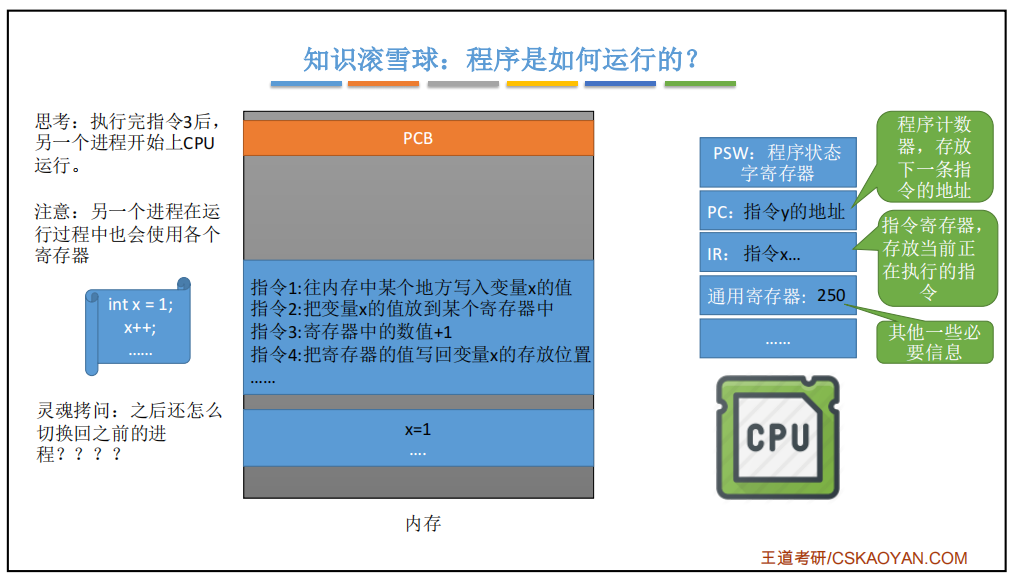 知识滚雪球：程序是如何运行的？
思考：执行完指令3后，
另一个进程开始上CPU
运行。
注意：另一个进程在运
行过程中也会使用各个
寄存器
int x = 1;
x++;
……
灵魂拷问：之后还怎么
切换回之前的进
程？？？？
PCB
指令1:往内存中某个地方写入变量x的值
指令2:把变量x的值放到某个寄存器中
指令3:寄存器中的数值+1
指令4:把寄存器的值写回变量x的存放位置
……
x=1
….
内存
PSW：程序状态
字寄存器
PC：指令y的地址
IR： 指令x…
通用寄存器: 250
……
程序计数
器，存放
下一条指
令的地址
指令寄存器，
存放当前正
在执行的指
令
其他一些必
要信息
CPU
王道考研/CSKAOYAN.COM